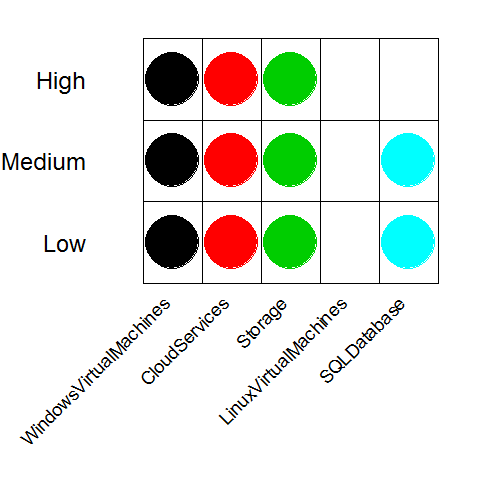 High
Medium
Low
WindowsVirtualMachines
CloudServices
Storage
LinuxVirtualMachines
SQLDatabase